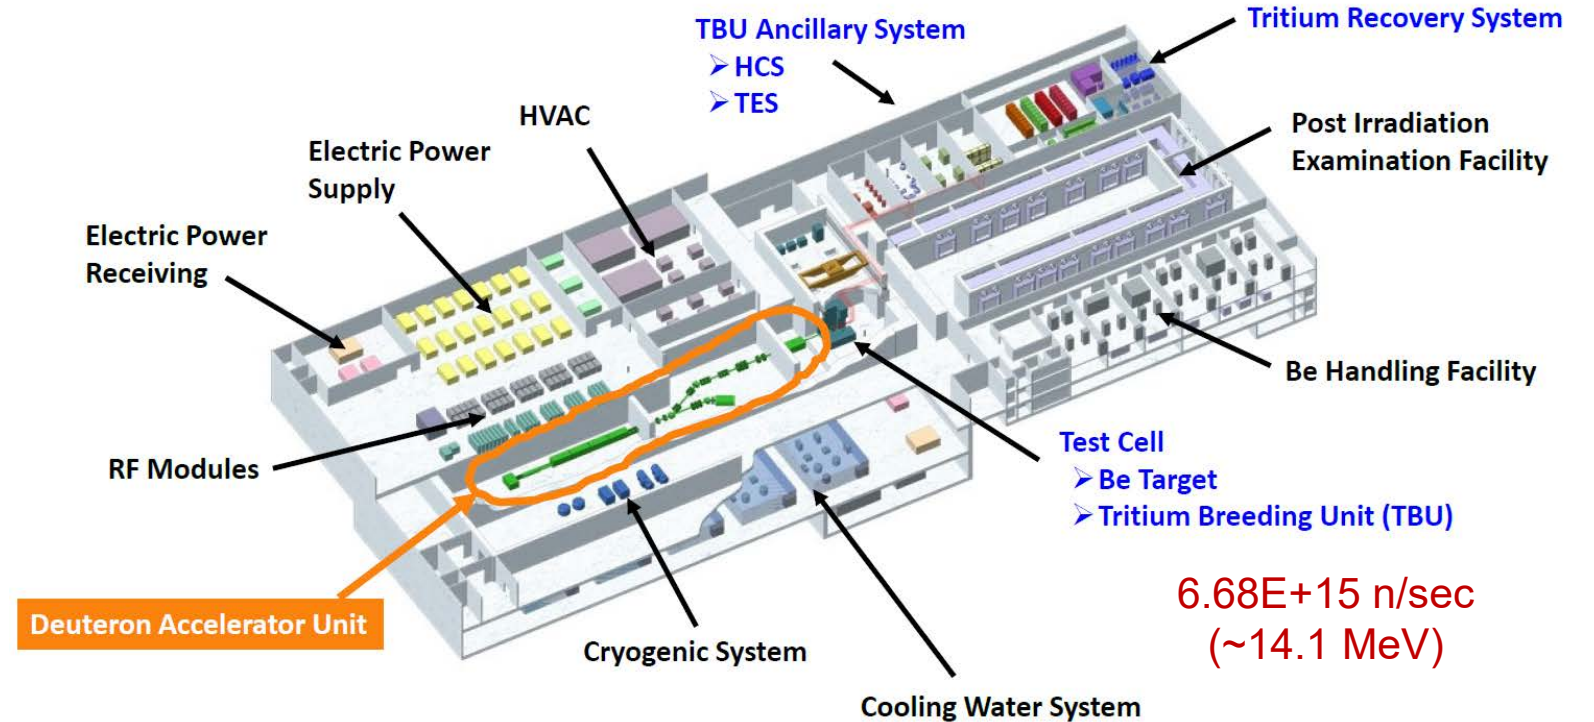 TBU Ancillary System
➢ HCS
➢ TES
Tritium Recovery System
HVAC
Post Irradiation
Examination Facility
Electric Power
Supply
Electric Power
Receiving
Be Handling Facility
RF Modules
Test Cell
➢ Be Target
➢ Tritium Breeding Unit (TBU)
Deuteron Accelerator Unit
6.68E+15 n/sec
(~14.1 MeV)
Cryogenic System
Cooling Water System